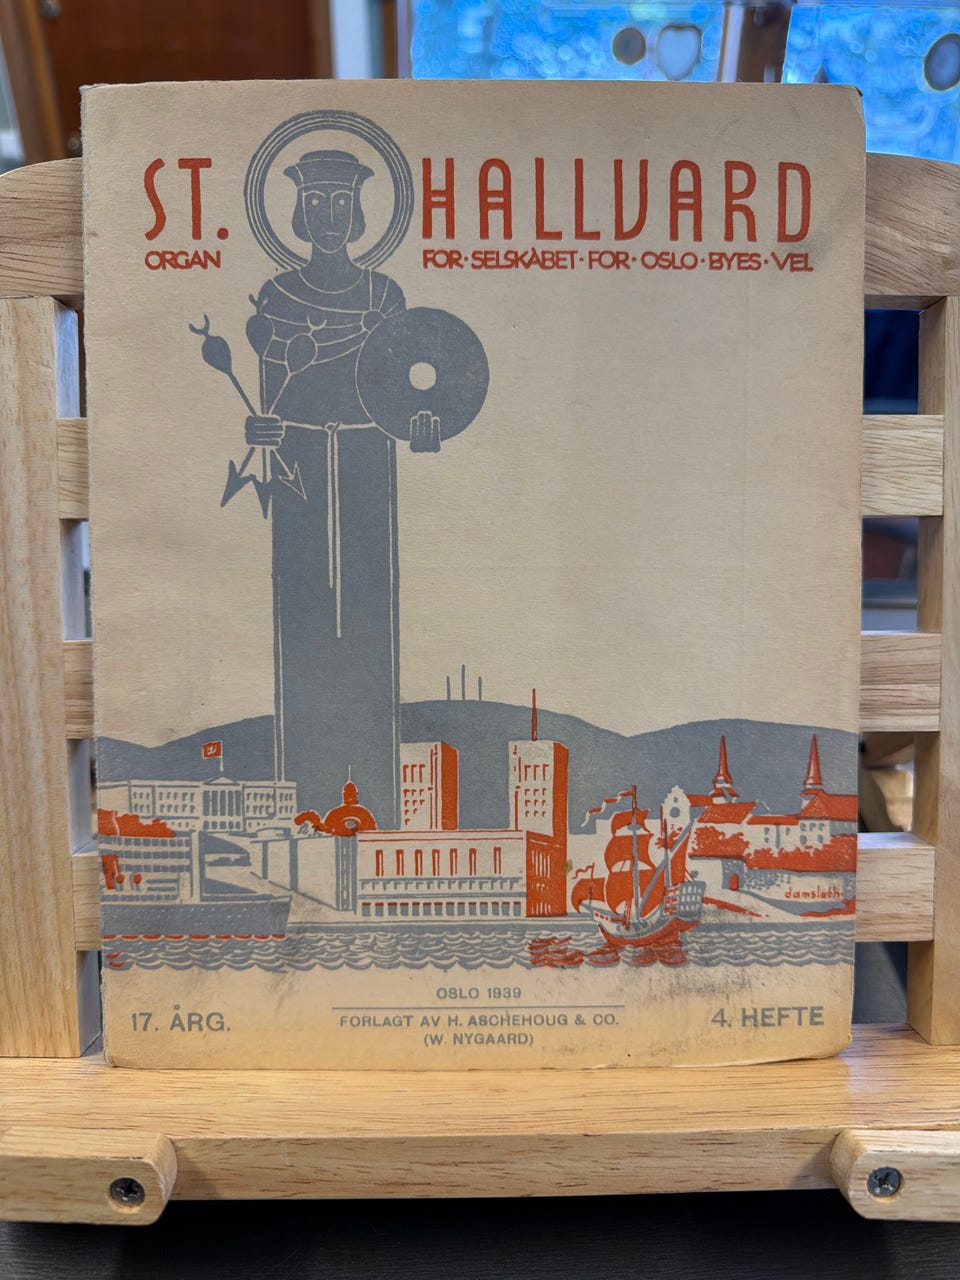 ST. HALLVARD
ORGAN FOR·SELSKÅBET·FOR·OSLO·BYES·VEL
damsleth
OSLO 1939
17. ÅRG. FORLAGT AV H. ASCHEHOUG & CO. 4. HEFTE
(W. NYGAARD)